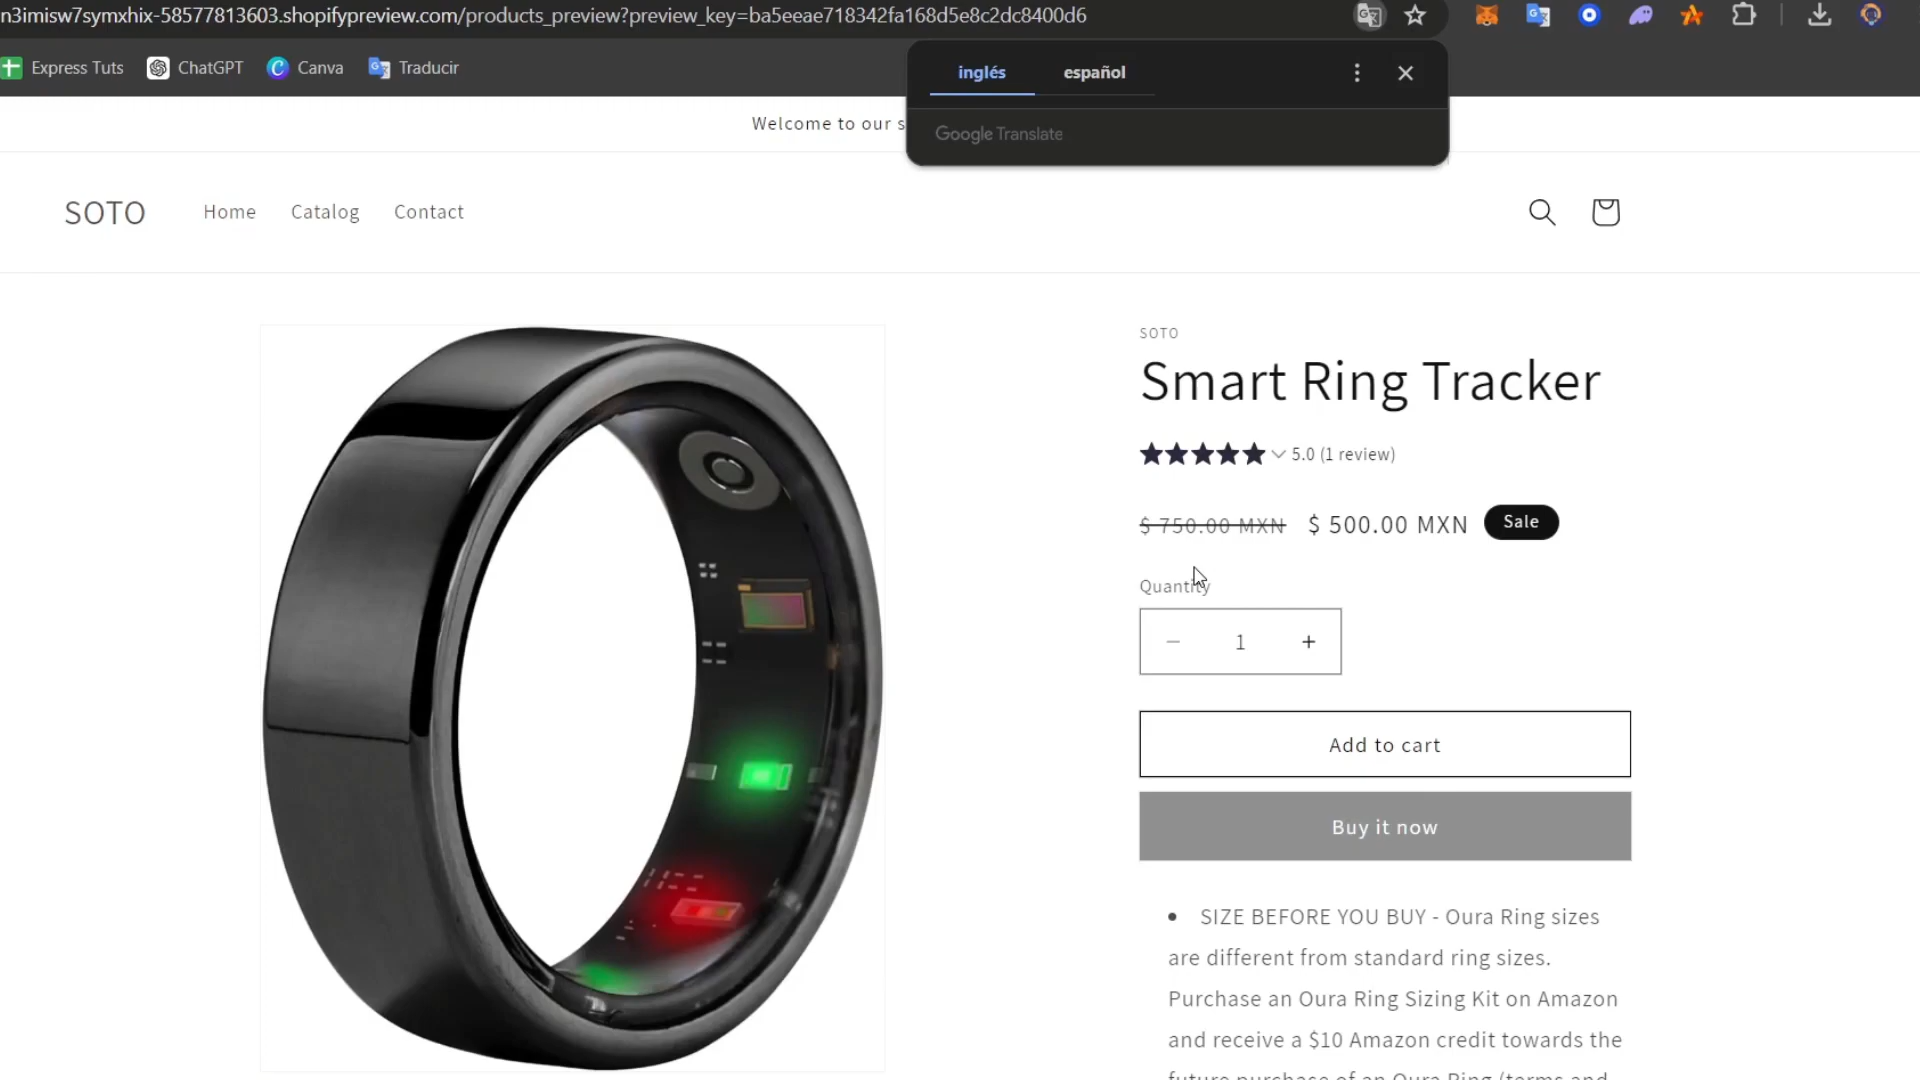 n3imisw7symxhix-58577813603.shopifypreview.com/products_preview?preview_key=ba5eeae718342fa168d5e8c2dc8400d6
Express Tuts
ChatGPT
Canva
Traducir
inglés
español
Google Translate
Welcome to our s
SOTO
Home
Catalog
Contact
SOTO
Smart Ring Tracker
5.0 (1 review)
$ 750.00 MXN $ 500.00 MXN Sale
Quantity
− 1 +
Add to cart
Buy it now
• SIZE BEFORE YOU BUY - Oura Ring sizes
are different from standard ring sizes.
Purchase an Oura Ring Sizing Kit on Amazon
and receive a $10 Amazon credit towards the
future purchase of an Oura Ring (terms and